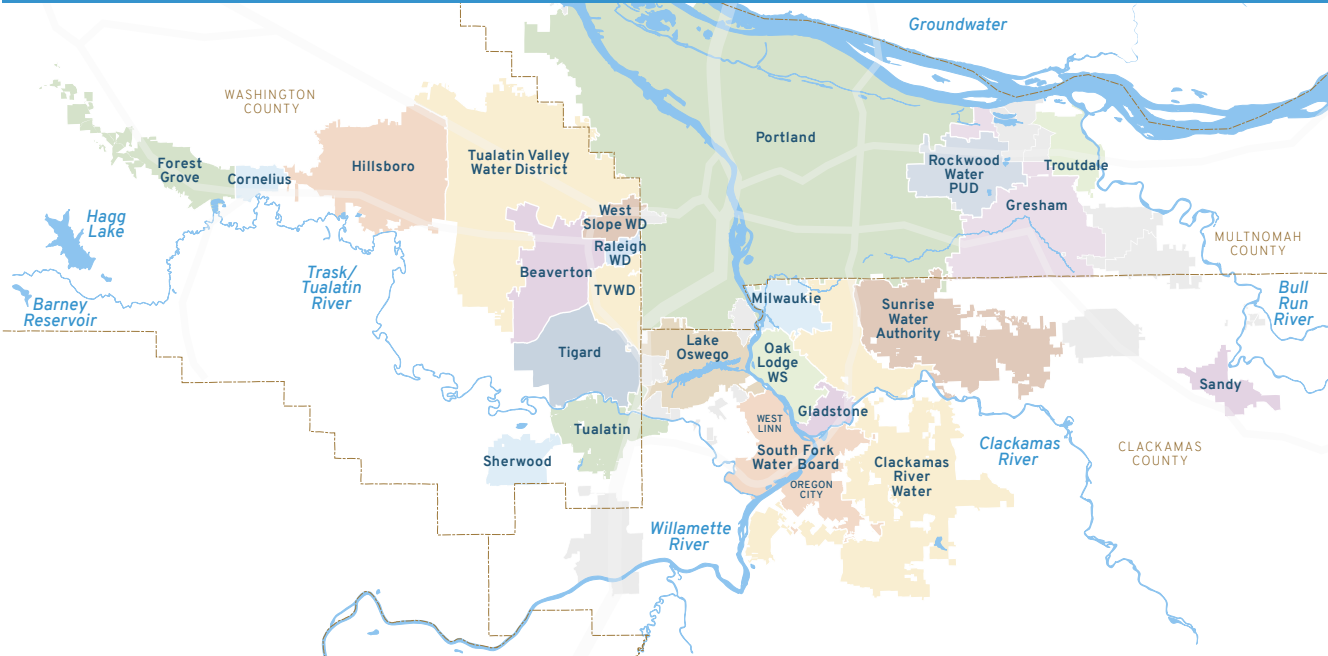 Groundwater
WASHINGTON
COUNTY
Portland
Forest
Grove
Cornelius
Hillsboro
Tualatin Valley
Water District
Rockwood
Water
PUD
Troutdale
Gresham
Hagg
Lake
West
Slope WD
Raleigh
WD
Beaverton
TVWD
MULTNOMAH
COUNTY
Trask/
Tualatin
River
Barney
Reservoir
Milwaukie
Sunrise
Water
Authority
Bull
Run
River
Tigard
Lake
Oswego
Oak
Lodge
WS
Sandy
Gladstone
WEST
LINN
Tualatin
Sherwood
South Fork
Water Board
OREGON
CITY
Clackamas
River
Water
Clackamas
River
CLACKAMAS
COUNTY
Willamette
River